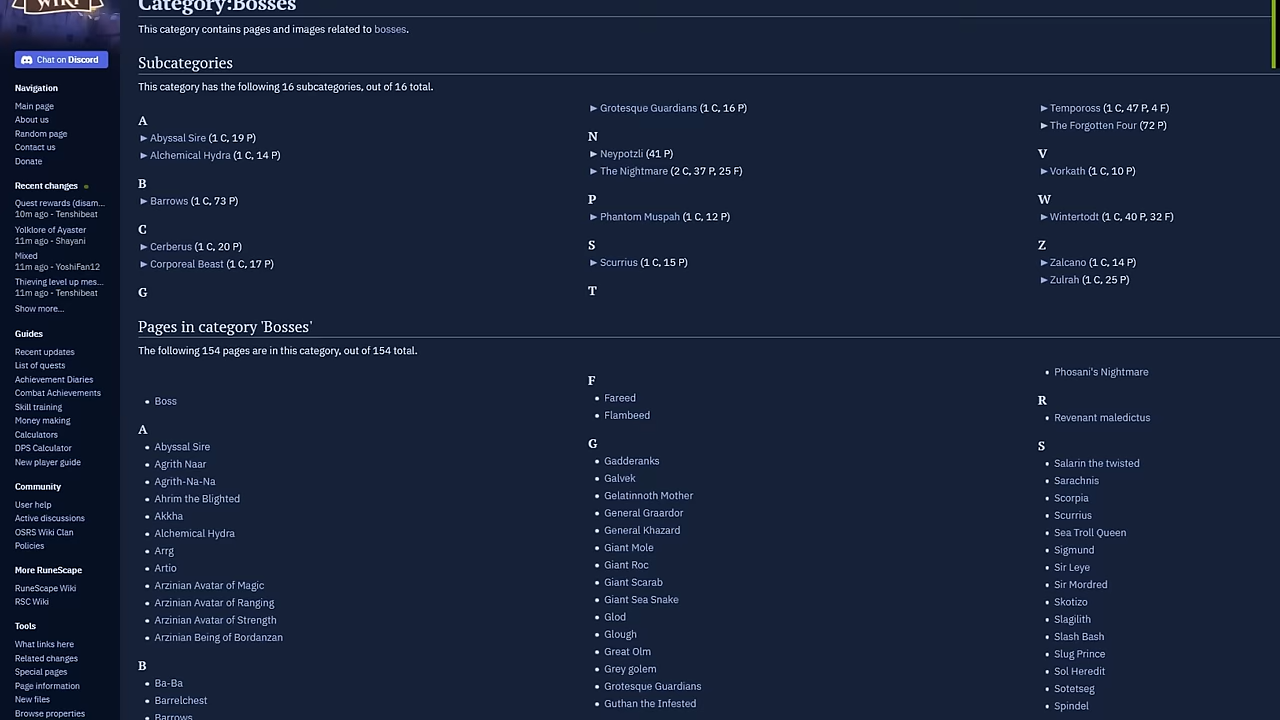 WIKI
Chat on Discord
Navigation
Main page
About us
Random page
Contact us
Donate
Recent changes
Quest rewards (disam...
10m ago - Tenshibeat
Yolklore of Ayaster
11m ago - Shayani
Mixed
11m ago - YoshiFan12
Thieving level up mes...
11m ago - Tenshibeat
Show more...
Guides
Recent updates
List of quests
Achievement Diaries
Combat Achievements
Skill training
Money making
Calculators
DPS Calculator
New player guide
Community
User help
Active discussions
OSRS Wiki Clan
Policies
More RuneScape
RuneScape Wiki
RSC Wiki
Tools
What links here
Related changes
Special pages
Page information
New files
Browse properties
Category:Bosses
This category contains pages and images related to bosses.
Subcategories
This category has the following 16 subcategories, out of 16 total.
A
► Abyssal Sire (1 C, 19 P)
► Alchemical Hydra (1 C, 14 P)
B
► Barrows (1 C, 73 P)
C
► Cerberus (1 C, 20 P)
► Corporeal Beast (1 C, 17 P)
G
► Grotesque Guardians (1 C, 16 P)
N
► Neypotzli (41 P)
► The Nightmare (2 C, 37 P, 25 F)
P
► Phantom Muspah (1 C, 12 P)
S
► Scurrius (1 C, 15 P)
T
► Tempoross (1 C, 47 P, 4 F)
► The Forgotten Four (72 P)
V
► Vorkath (1 C, 10 P)
W
► Wintertodt (1 C, 40 P, 32 F)
Z
► Zalcano (1 C, 14 P)
► Zulrah (1 C, 25 P)
Pages in category 'Bosses'
The following 154 pages are in this category, out of 154 total.
• Boss
A
• Abyssal Sire
• Agrith Naar
• Agrith-Na-Na
• Ahrim the Blighted
• Akkha
• Alchemical Hydra
• Arrg
• Artio
• Arzinian Avatar of Magic
• Arzinian Avatar of Ranging
• Arzinian Avatar of Strength
• Arzinian Being of Bordanzan
B
• Ba-Ba
• Barrelchest
Barrows
F
• Fareed
• Flambeed
G
• Gadderanks
• Galvek
• Gelatinnoth Mother
• General Graardor
• General Khazard
• Giant Mole
• Giant Roc
• Giant Scarab
• Giant Sea Snake
• Glod
• Glough
• Great Olm
• Grey golem
• Grotesque Guardians
• Guthan the Infested
• Phosani's Nightmare
R
• Revenant maledictus
S
• Salarin the twisted
• Sarachnis
• Scorpia
• Scurrius
• Sea Troll Queen
• Sigmund
• Sir Leye
• Sir Mordred
• Skotizo
• Slagilith
• Slash Bash
• Slug Prince
• Sol Heredit
• Sotetseg
• Spindel